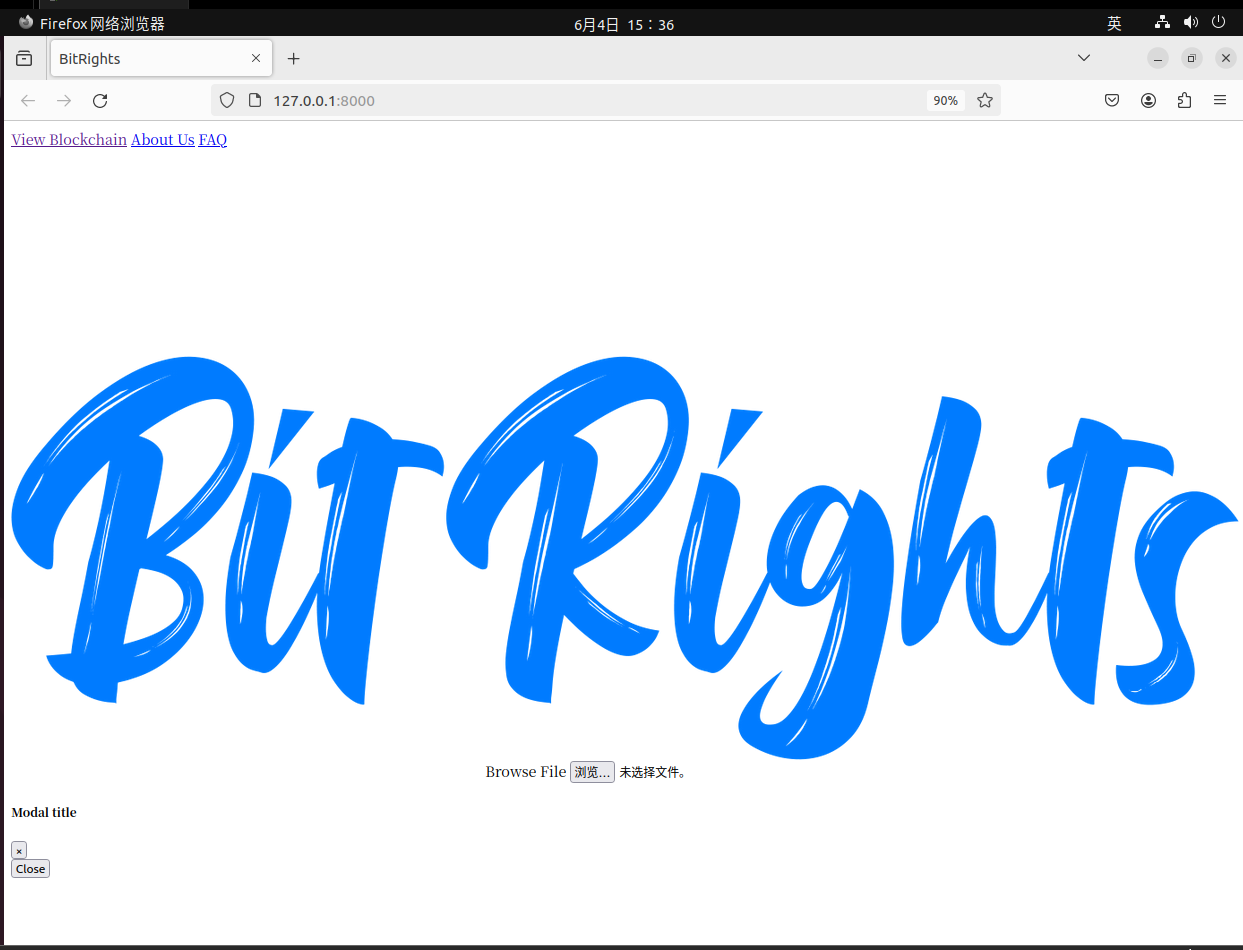 Firefox 网络浏览器
6月4日 15：36
英
BitRights
127.0.0.1:8000
90%
View Blockchain About Us FAQ
BitRights
Browse File 浏览… 未选择文件。
Modal title
×
Close